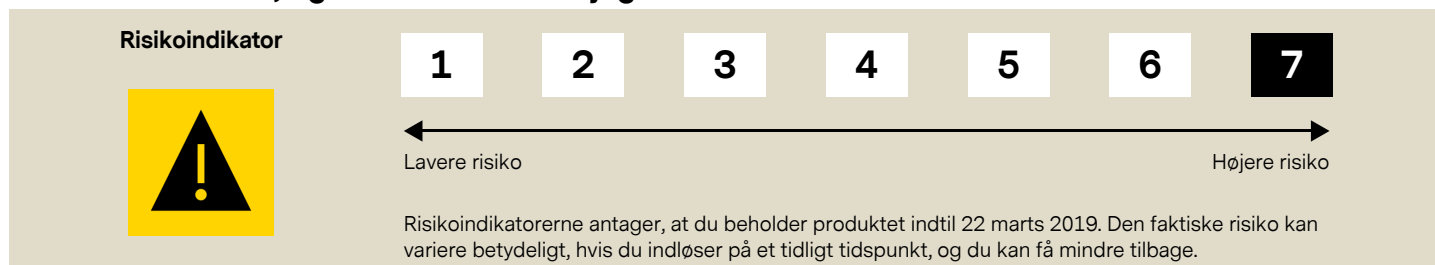 Risikoindikator
1 2 3 4 5 6 7
Lavere risiko
Højere risiko
Risikoindikatorerne antager, at du beholder produktet indtil 22 marts 2019. Den faktiske risiko kan
variere betydeligt, hvis du indløser på et tidligt tidspunkt, og du kan få mindre tilbage.